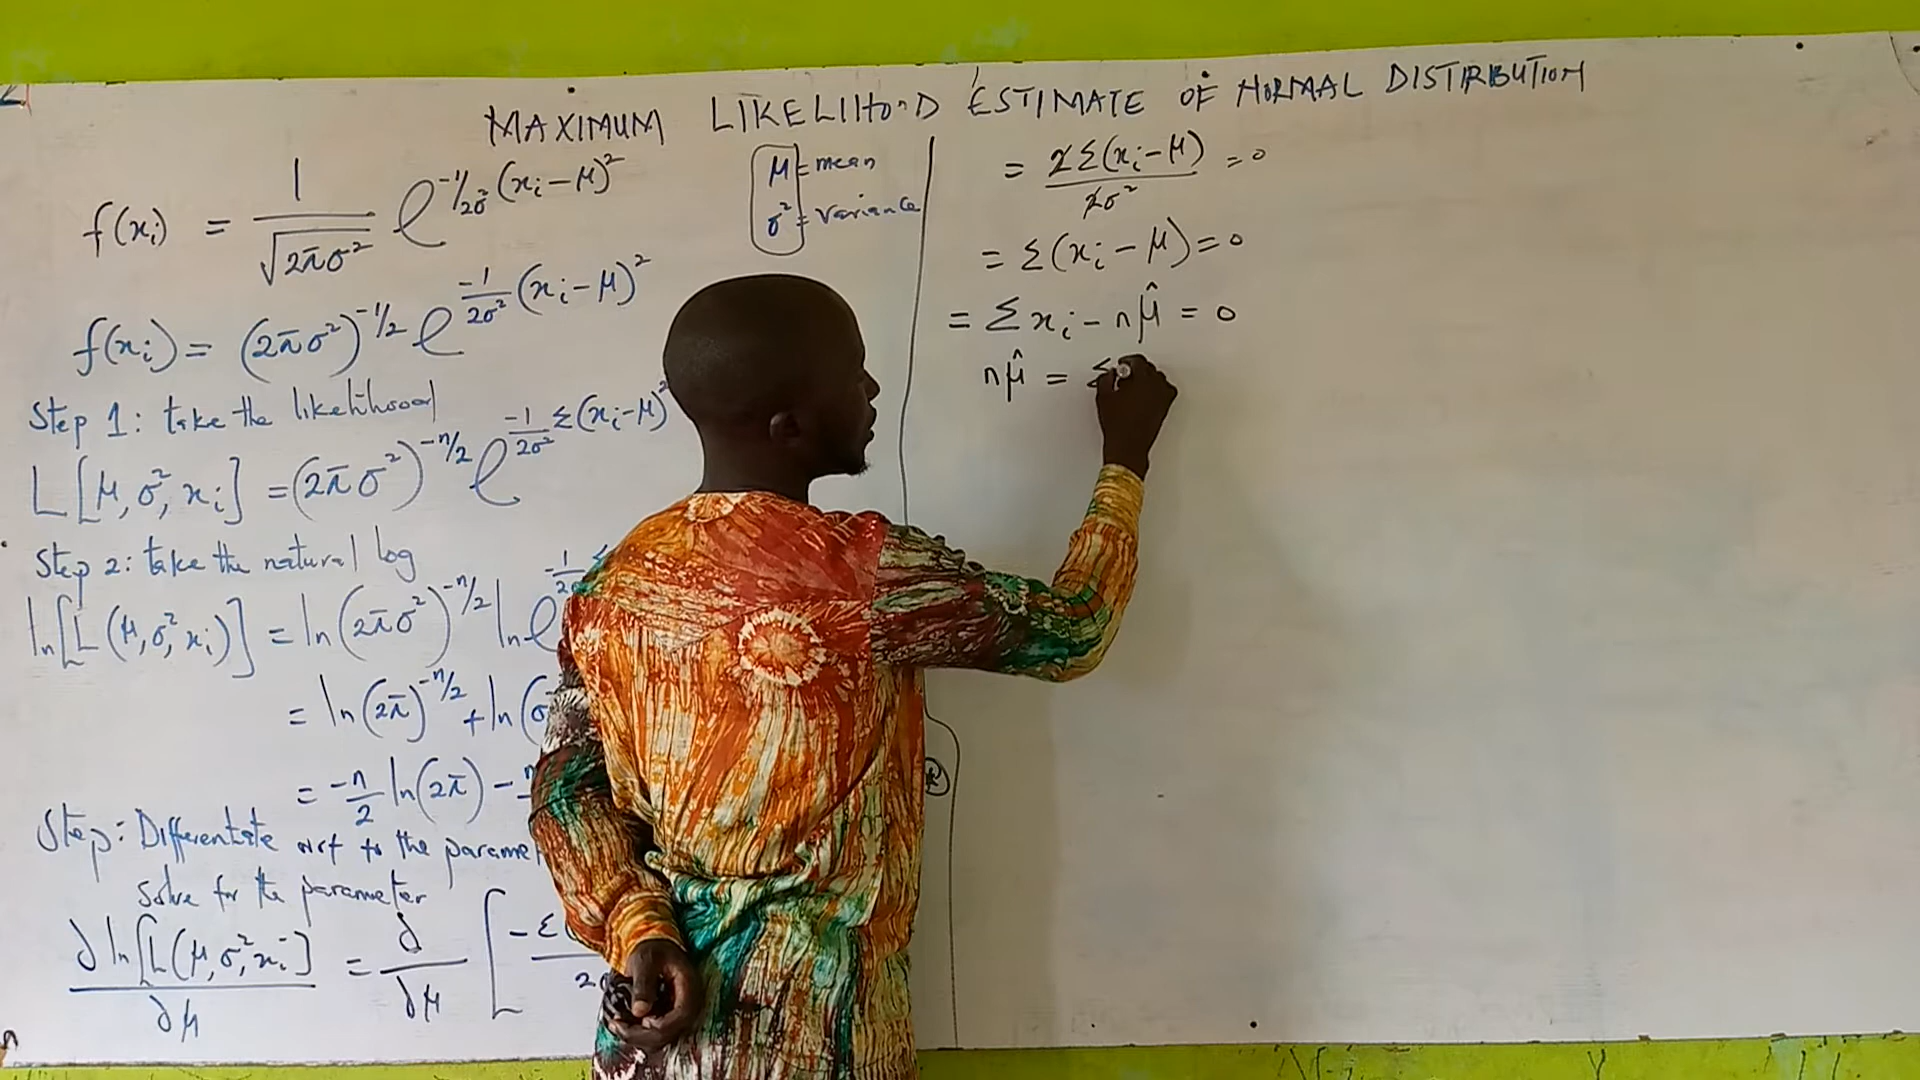 MAXIMUM LIKELIHOOD ESTIMATE OF NORMAL DISTRIBUTION
f(xᵢ) = 1/√(2πσ²) e^(-1/2σ² (xᵢ-μ)²)
μ = mean
σ² = variance
f(xᵢ) = (2πσ²)^(-1/2) e^(-1/2σ² (xᵢ-μ)²)
Step 1: take the likelihood
L[μ, σ², xᵢ] = (2πσ²)^(-n/2) e^(-1/2σ² Σ(xᵢ-μ)²)
Step 2: take the natural log
ln[L(μ, σ², xᵢ)] = ln(2πσ²)^(-n/2) ln e
= ln(2π)^(-n/2) + ln(σ
= -n/2 ln(2π) -
Step: Differentiate wrt to the
Solve for the parameter
∂ ln[L(μ, σ², xᵢ] / ∂μ = ∂/∂μ [-Σ
= 2Σ(xᵢ-μ)/2σ² = 0
= Σ(xᵢ - μ) = 0
= Σxᵢ - nμ̂ = 0
nμ̂ = Σ